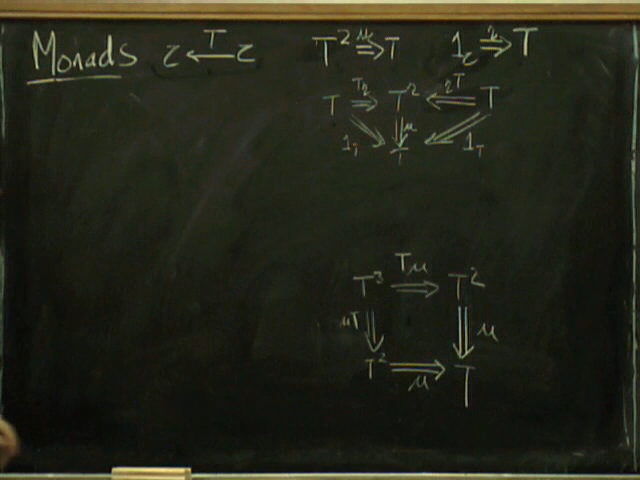 Monads C ←T— C T² =μ⇒ T 1_C =η⇒ T
T =Tη⇒ T² ⇐ηT= T
1_T μ 1_T
T
T³ =Tμ⇒ T²
μT μ
T² =μ⇒ T